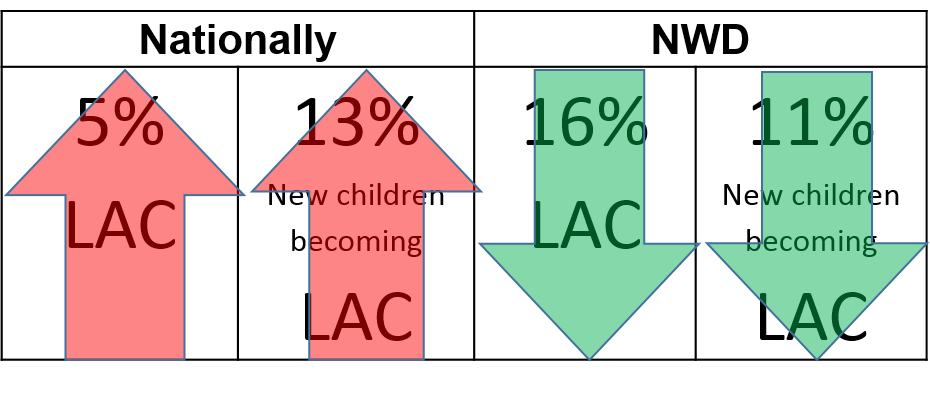 Nationally
NWD
5%
LAC
13%
New children
becoming
LAC
16%
LAC
11%
New children
becoming
LAC